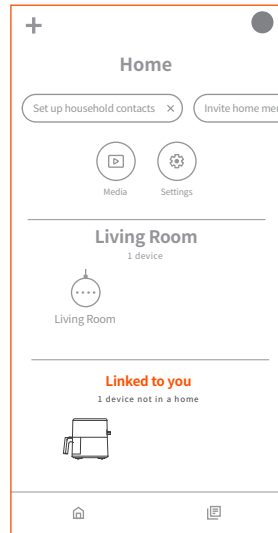 Home
Set up household contacts
Invite home me
Media
Settings
Living Room
1 device
Living Room
Linked to you
1 device not in a home